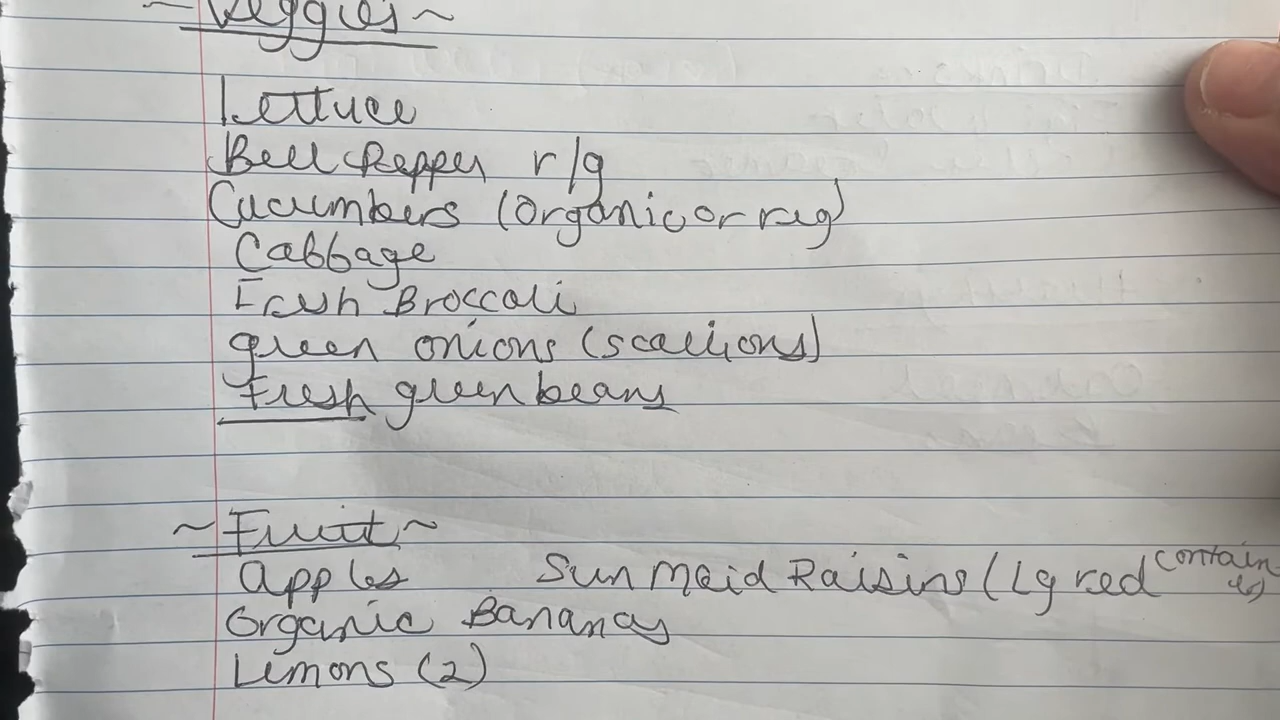 ~Veggies~
Lettuce
Bell Pepper r/g
Cucumbers (Organic or reg)
Cabbage
Fresh Broccoli
green onions (scallions)
Fresh green beans
~Fruit~
apples Sun Maid Raisins (Lg red container)
Organic Bananas
Lemons (2)